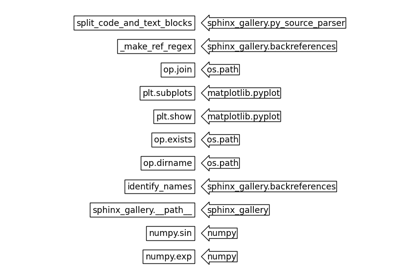 split_code_and_text_blocks sphinx_gallery.py_source_parser
_make_ref_regex sphinx_gallery.backreferences
op.join os.path
plt.subplots matplotlib.pyplot
plt.show matplotlib.pyplot
op.exists os.path
op.dirname os.path
identify_names sphinx_gallery.backreferences
sphinx_gallery.__path__ sphinx_gallery
numpy.sin numpy
numpy.exp numpy